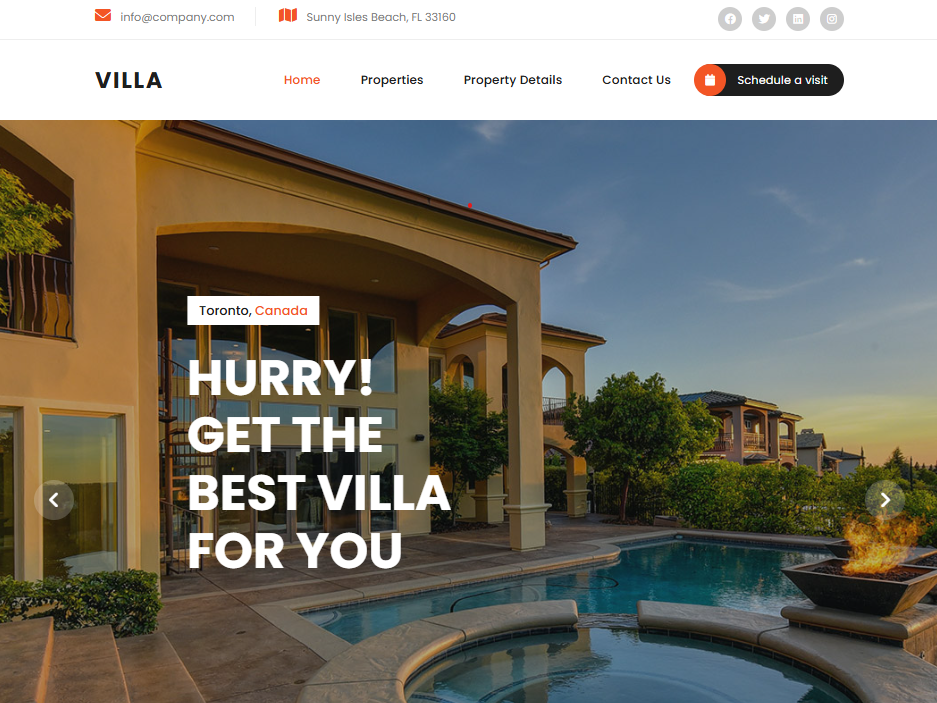 info@company.com
Sunny Isles Beach, FL 33160
VILLA
Home
Properties
Property Details
Contact Us
Schedule a visit
Toronto, Canada
HURRY!
GET THE
BEST VILLA
FOR YOU